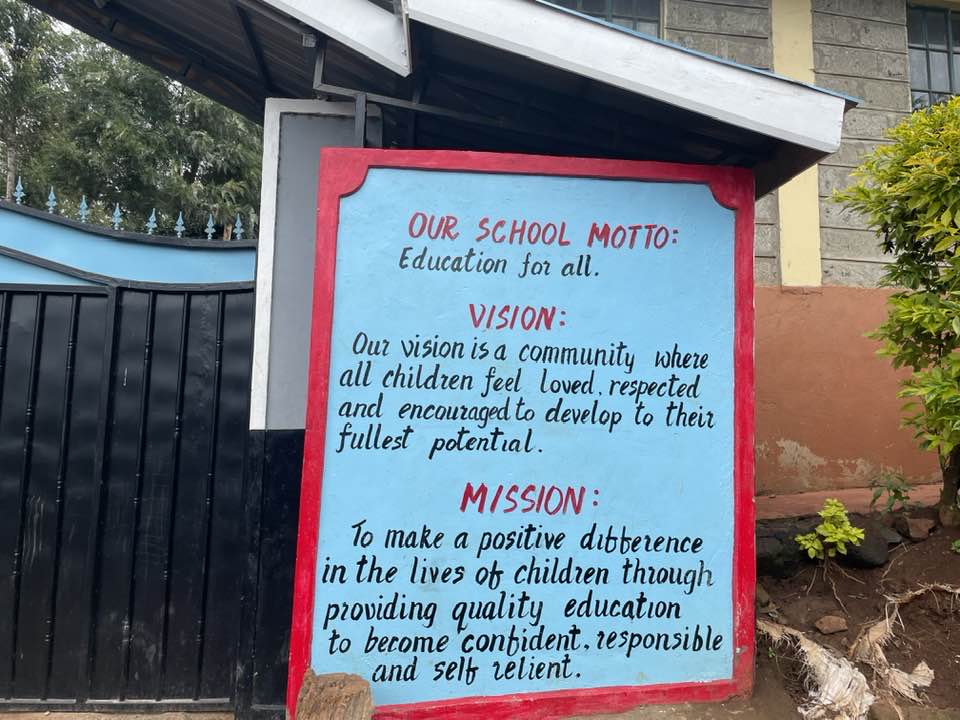 OUR SCHOOL MOTTO:
Education for all.
VISION:
Our vision is a community where
all children feel loved, respected
and encouraged to develop to their
fullest potential.
MISSION:
To make a positive difference
in the lives of children through
providing quality education
to become confident, responsible
and self relient.